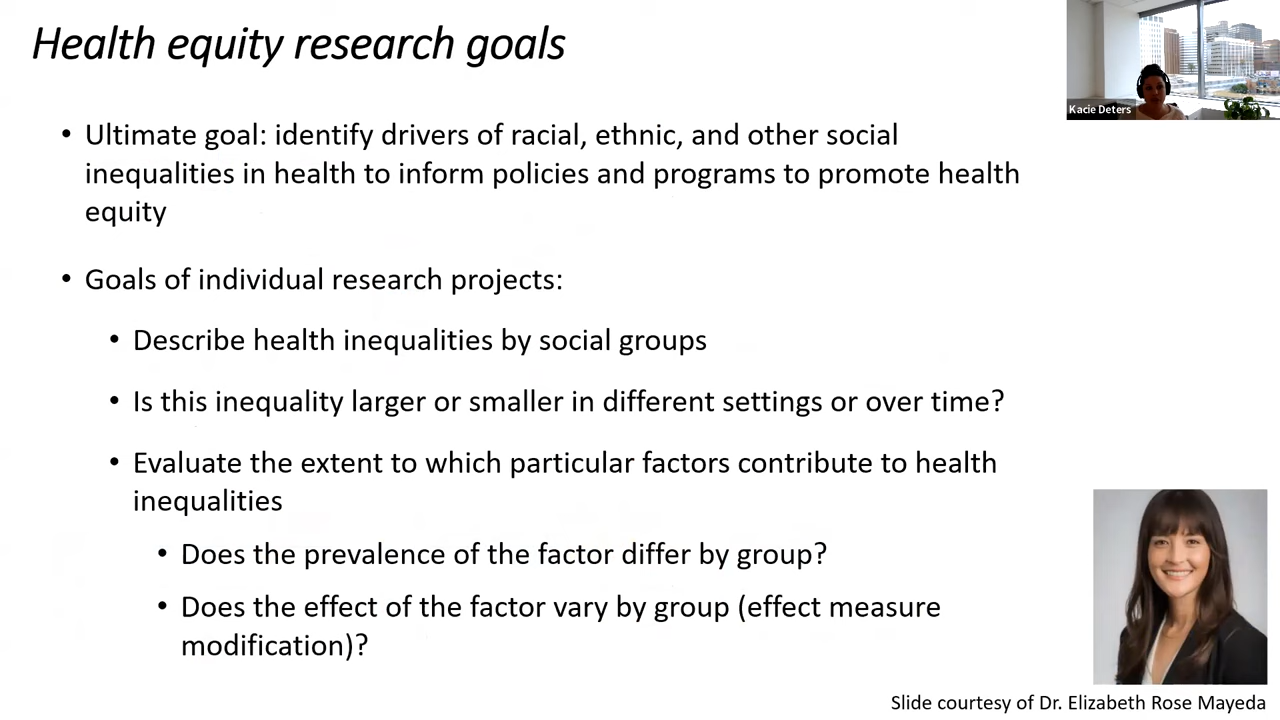 Health equity research goals
Kacie Deters
• Ultimate goal: identify drivers of racial, ethnic, and other social
inequalities in health to inform policies and programs to promote health
equity
• Goals of individual research projects:
• Describe health inequalities by social groups
• Is this inequality larger or smaller in different settings or over time?
• Evaluate the extent to which particular factors contribute to health
inequalities
• Does the prevalence of the factor differ by group?
• Does the effect of the factor vary by group (effect measure
modification)?
Slide courtesy of Dr. Elizabeth Rose Mayeda